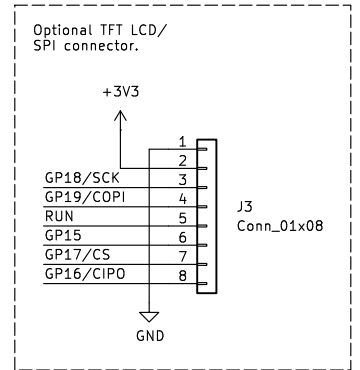 Optional TFT LCD/
SPI connector.
+3V3
1
2
GP18/SCK 3
GP19/COPI 4
RUN 5
GP15 6
GP17/CS 7
GP16/CIPO 8
J3
Conn_01x08
GND